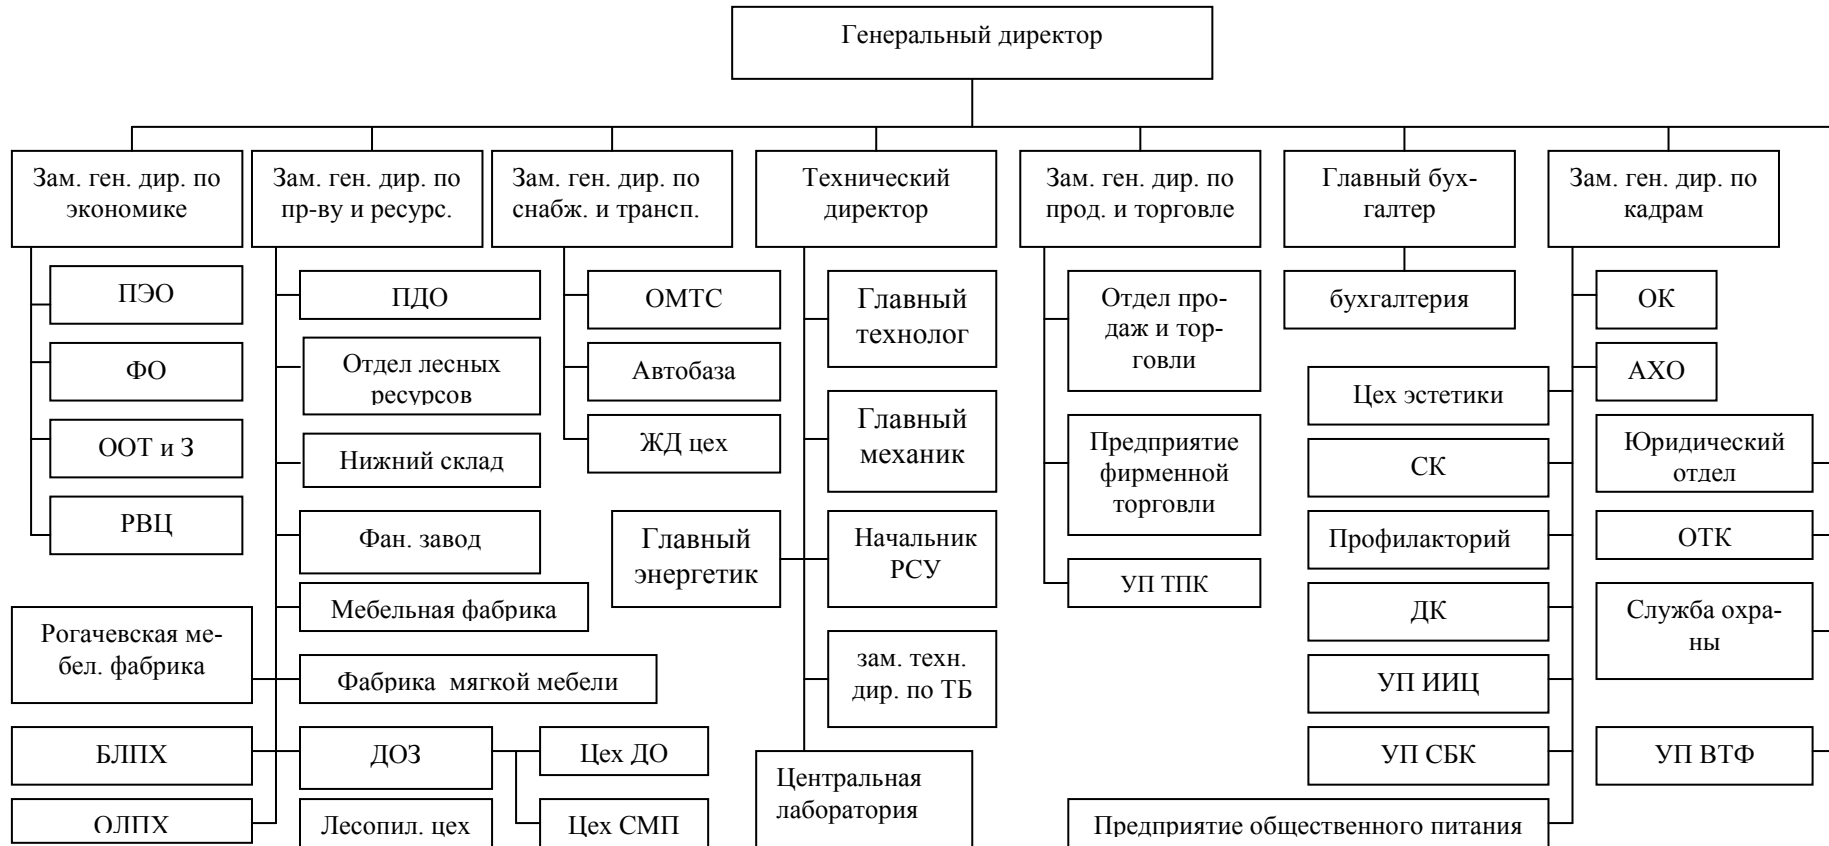 Генеральный директор
Зам. ген. дир. по
экономике
Зам. ген. дир. по
пр-ву и ресурс.
Зам. ген. дир. по
снабж. и трансп.
Технический
директор
Зам. ген. дир. по
прод. и торговле
Главный бух-
галтер
Зам. ген. дир. по
кадрам
ПЭО
ФО
ООТ и З
РВЦ
ПДО
Отдел лесных
ресурсов
Нижний склад
Фан. завод
Мебельная фабрика
Рогачевская ме-
бел. фабрика
Фабрика мягкой мебели
БЛПХ
ДОЗ
Цех ДО
ОЛПХ
Лесопил. цех
Цех СМП
ОМТС
Автобаза
ЖД цех
Главный
технолог
Главный
механик
Главный
энергетик
Начальник
РСУ
зам. техн.
дир. по ТБ
Центральная
лаборатория
Отдел про-
даж и тор-
говли
Предприятие
фирменной
торговли
УП ТПК
бухгалтерия
ОК
АХО
Цех эстетики
СК
Профилакторий
ДК
УП ИИЦ
УП СБК
Предприятие общественного питания
Юридический
отдел
ОТК
Служба охра-
ны
УП ВТФ